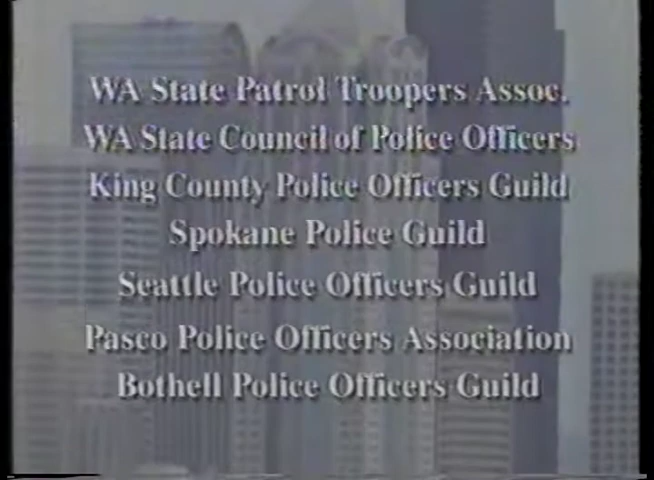 WA State Patrol Troopers Assoc.
WA State Council of Police Officers
King County Police Officers Guild
Spokane Police Guild
Seattle Police Officers Guild
Pasco Police Officers Association
Bothell Police Officers Guild